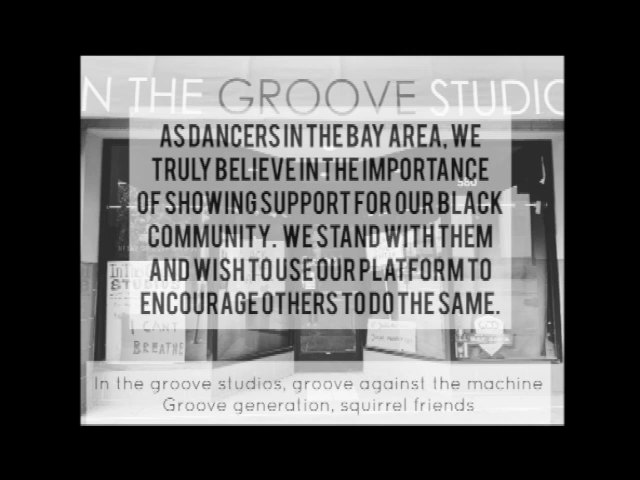 N THE GROOVE STUDIO
AS DANCERS IN THE BAY AREA, WE
TRULY BELIEVE IN THE IMPORTANCE
OF SHOWING SUPPORT FOR OUR BLACK
COMMUNITY. WE STAND WITH THEM
AND WISH TO USE OUR PLATFORM TO
ENCOURAGE OTHERS TO DO THE SAME.
I CANT
BREATHE
In the groove studios, groove against the machine
Groove generation, squirrel friends